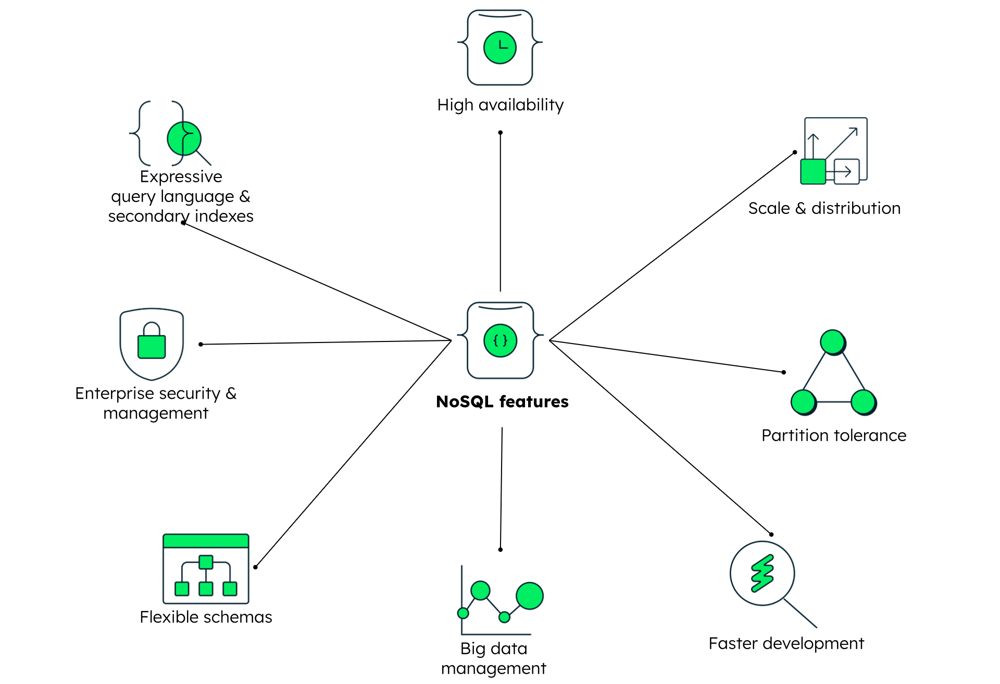 High availability
Expressive
query language &
secondary indexes
Scale & distribution
Enterprise security &
management
{}
NoSQL features
Partition tolerance
Flexible schemas
Big data
management
Faster development